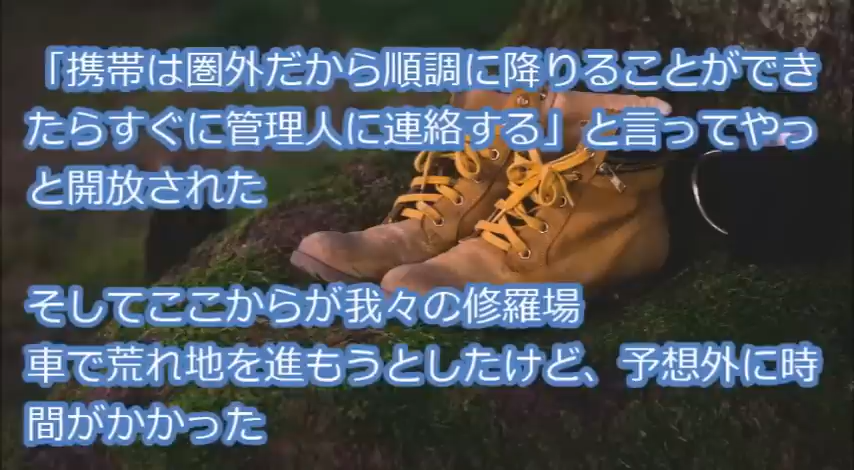 「携帯は圏外だから順調に降りることができ
たらすぐに管理人に連絡する」と言ってやっ
と開放された
そしてここからが我々の修羅場
車で荒れ地を進もうとしたけど、予想外に時
間がかかった